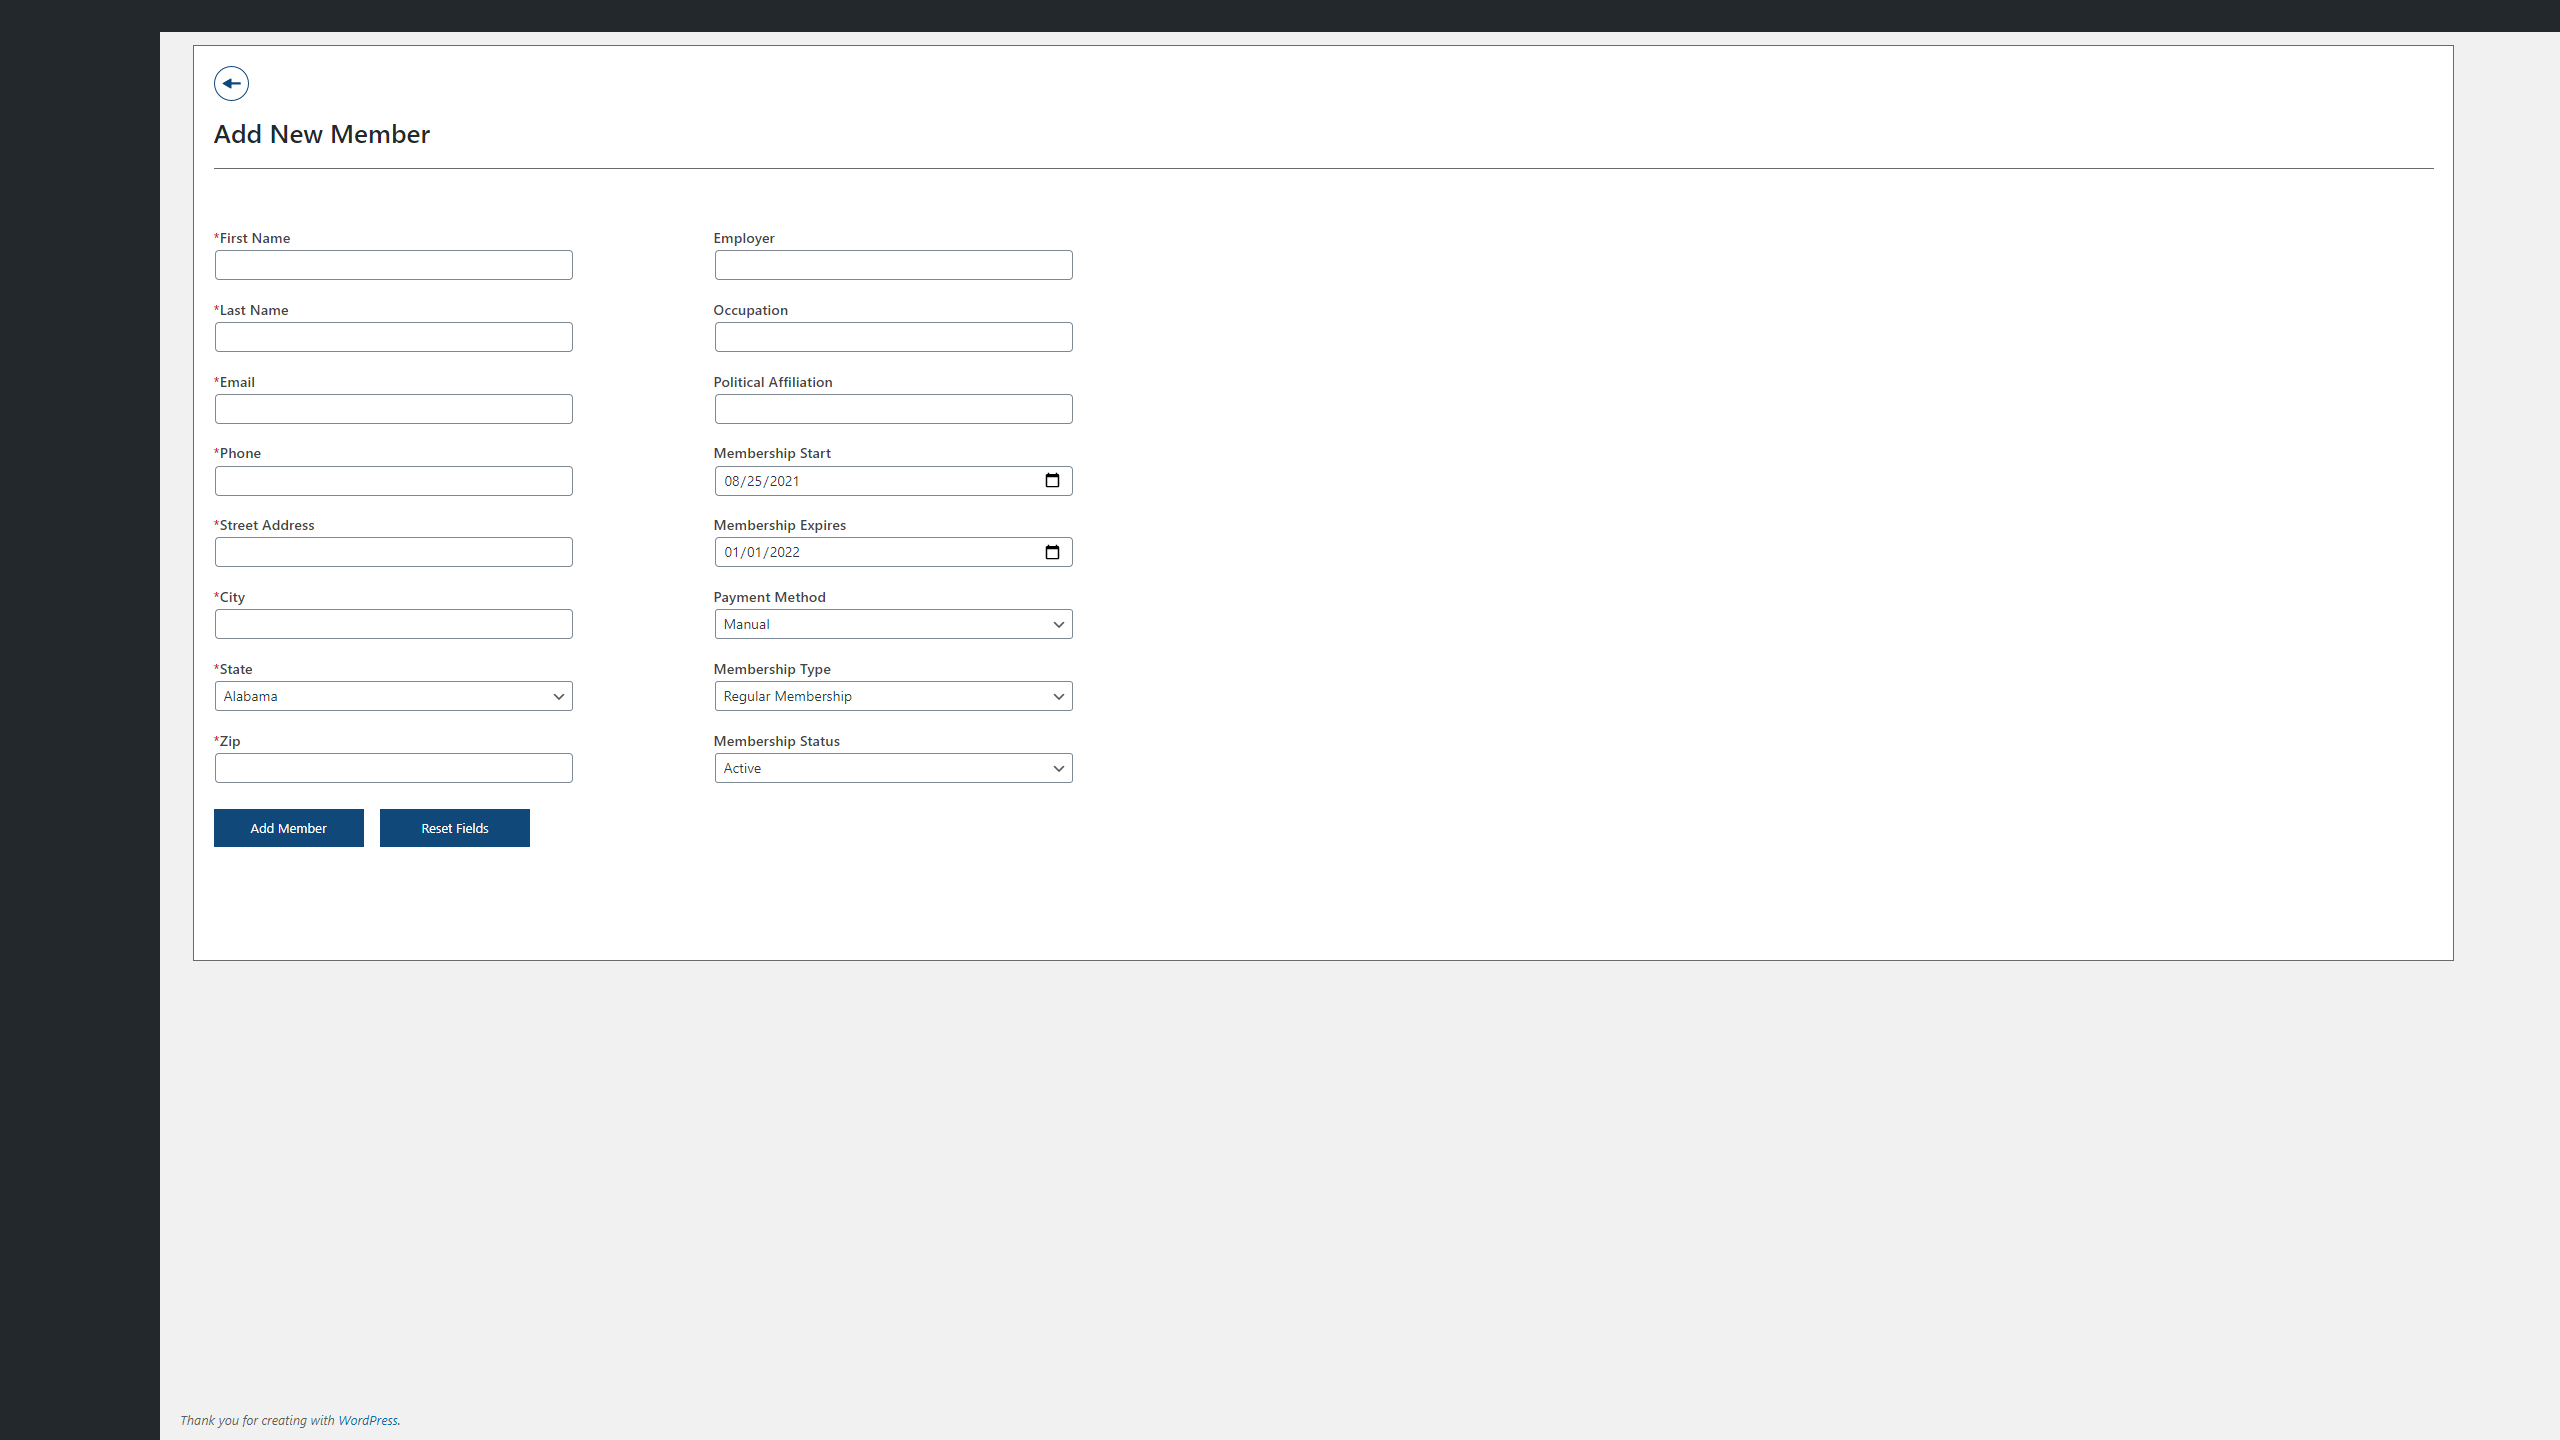 Add New Member
*First Name
*Last Name
*Email
*Phone
*Street Address
*City
*State
Alabama
*Zip
Employer
Occupation
Political Affiliation
Membership Start
08/25/2021
Membership Expires
01/01/2022
Payment Method
Manual
Membership Type
Regular Membership
Membership Status
Active
Add Member
Reset Fields
Thank you for creating with WordPress.